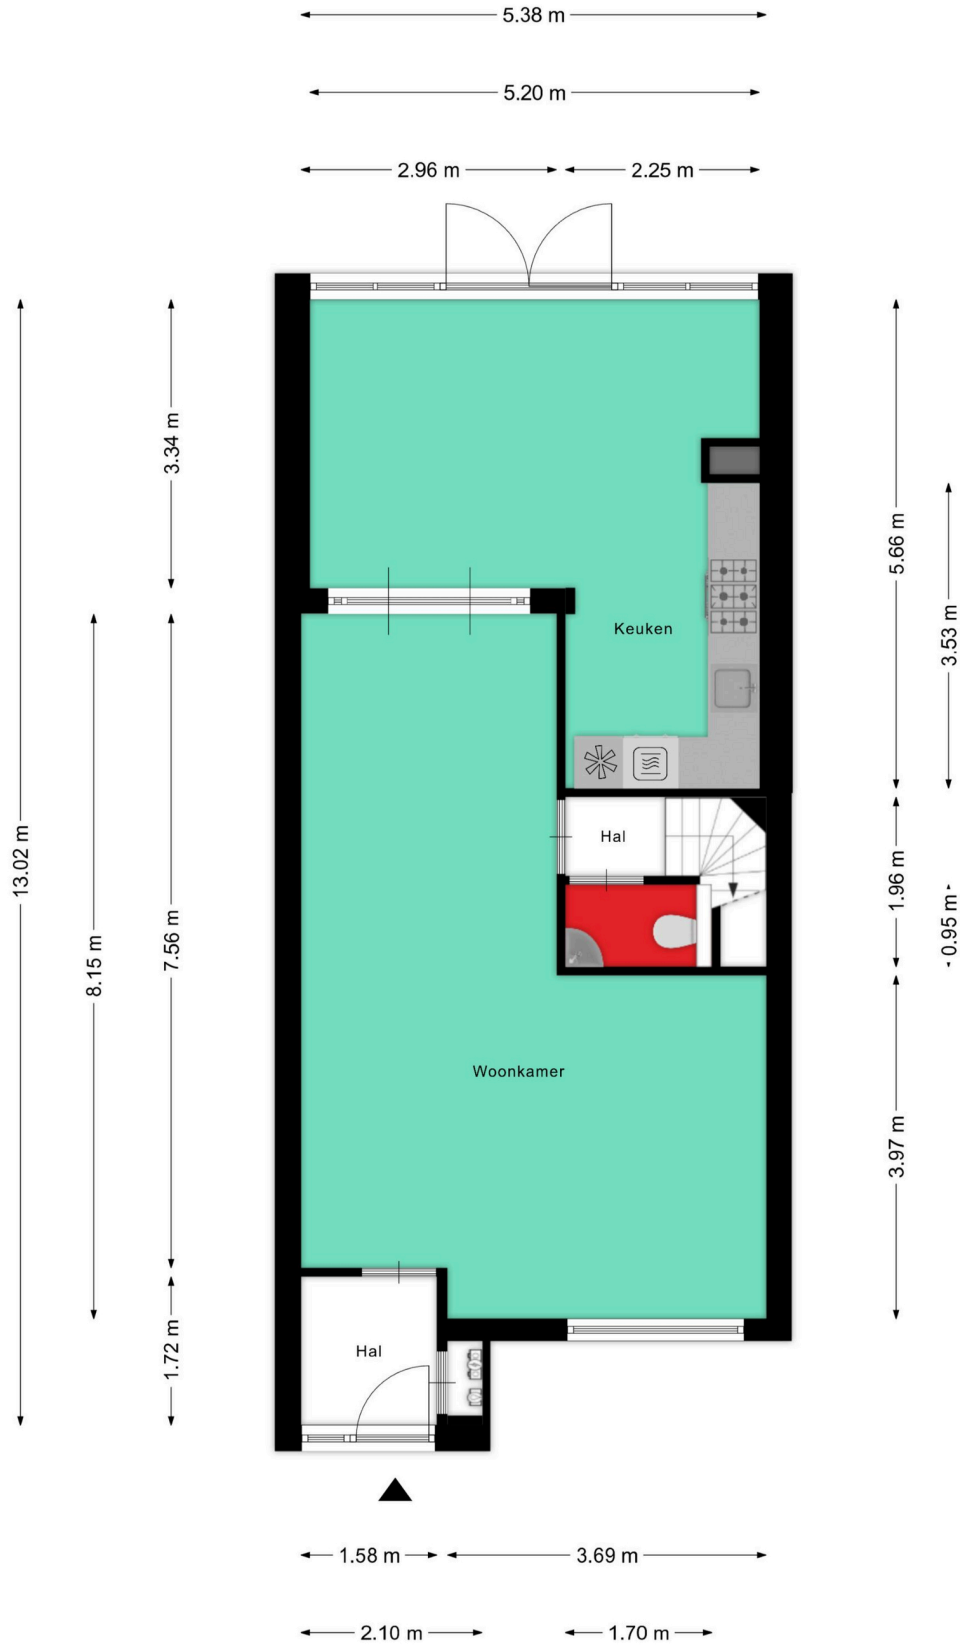 5.38 m
5.20 m
2.96 m
2.25 m
3.34 m
5.66 m
3.53 m
Keuken
13.02 m
8.15 m
7.56 m
Hal
1.96 m
0.95 m
Woonkamer
3.97 m
1.72 m
Hal
1.58 m
3.69 m
2.10 m
1.70 m